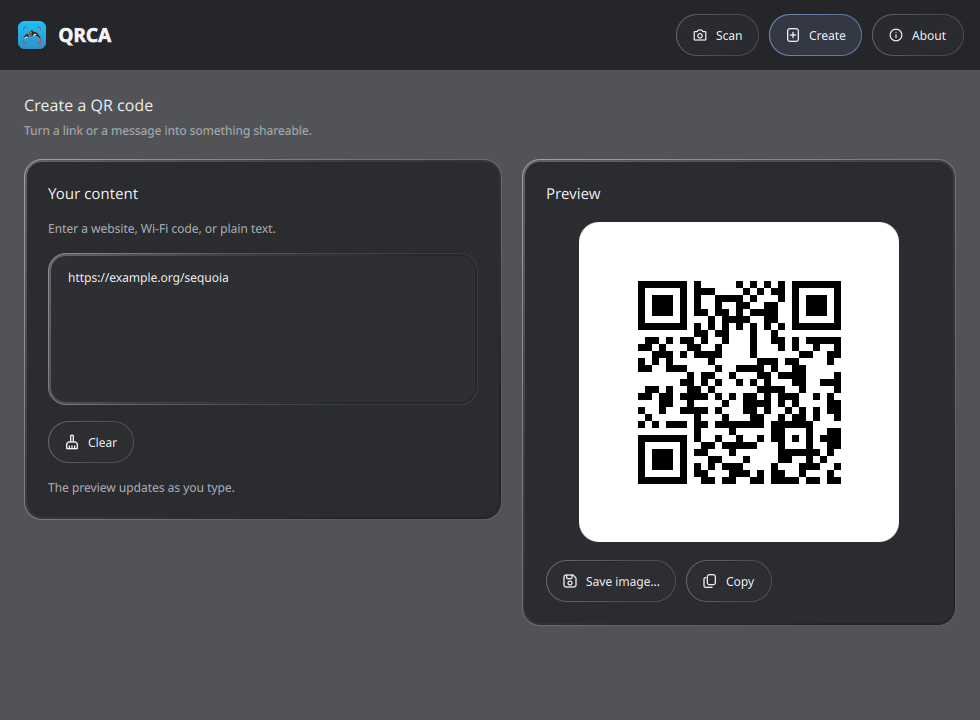 QRCA
Scan
Create
About
Create a QR code
Turn a link or a message into something shareable.
Your content
Enter a website, Wi-Fi code, or plain text.
https://example.org/sequoia
Clear
The preview updates as you type.
Preview
Save image...
Copy